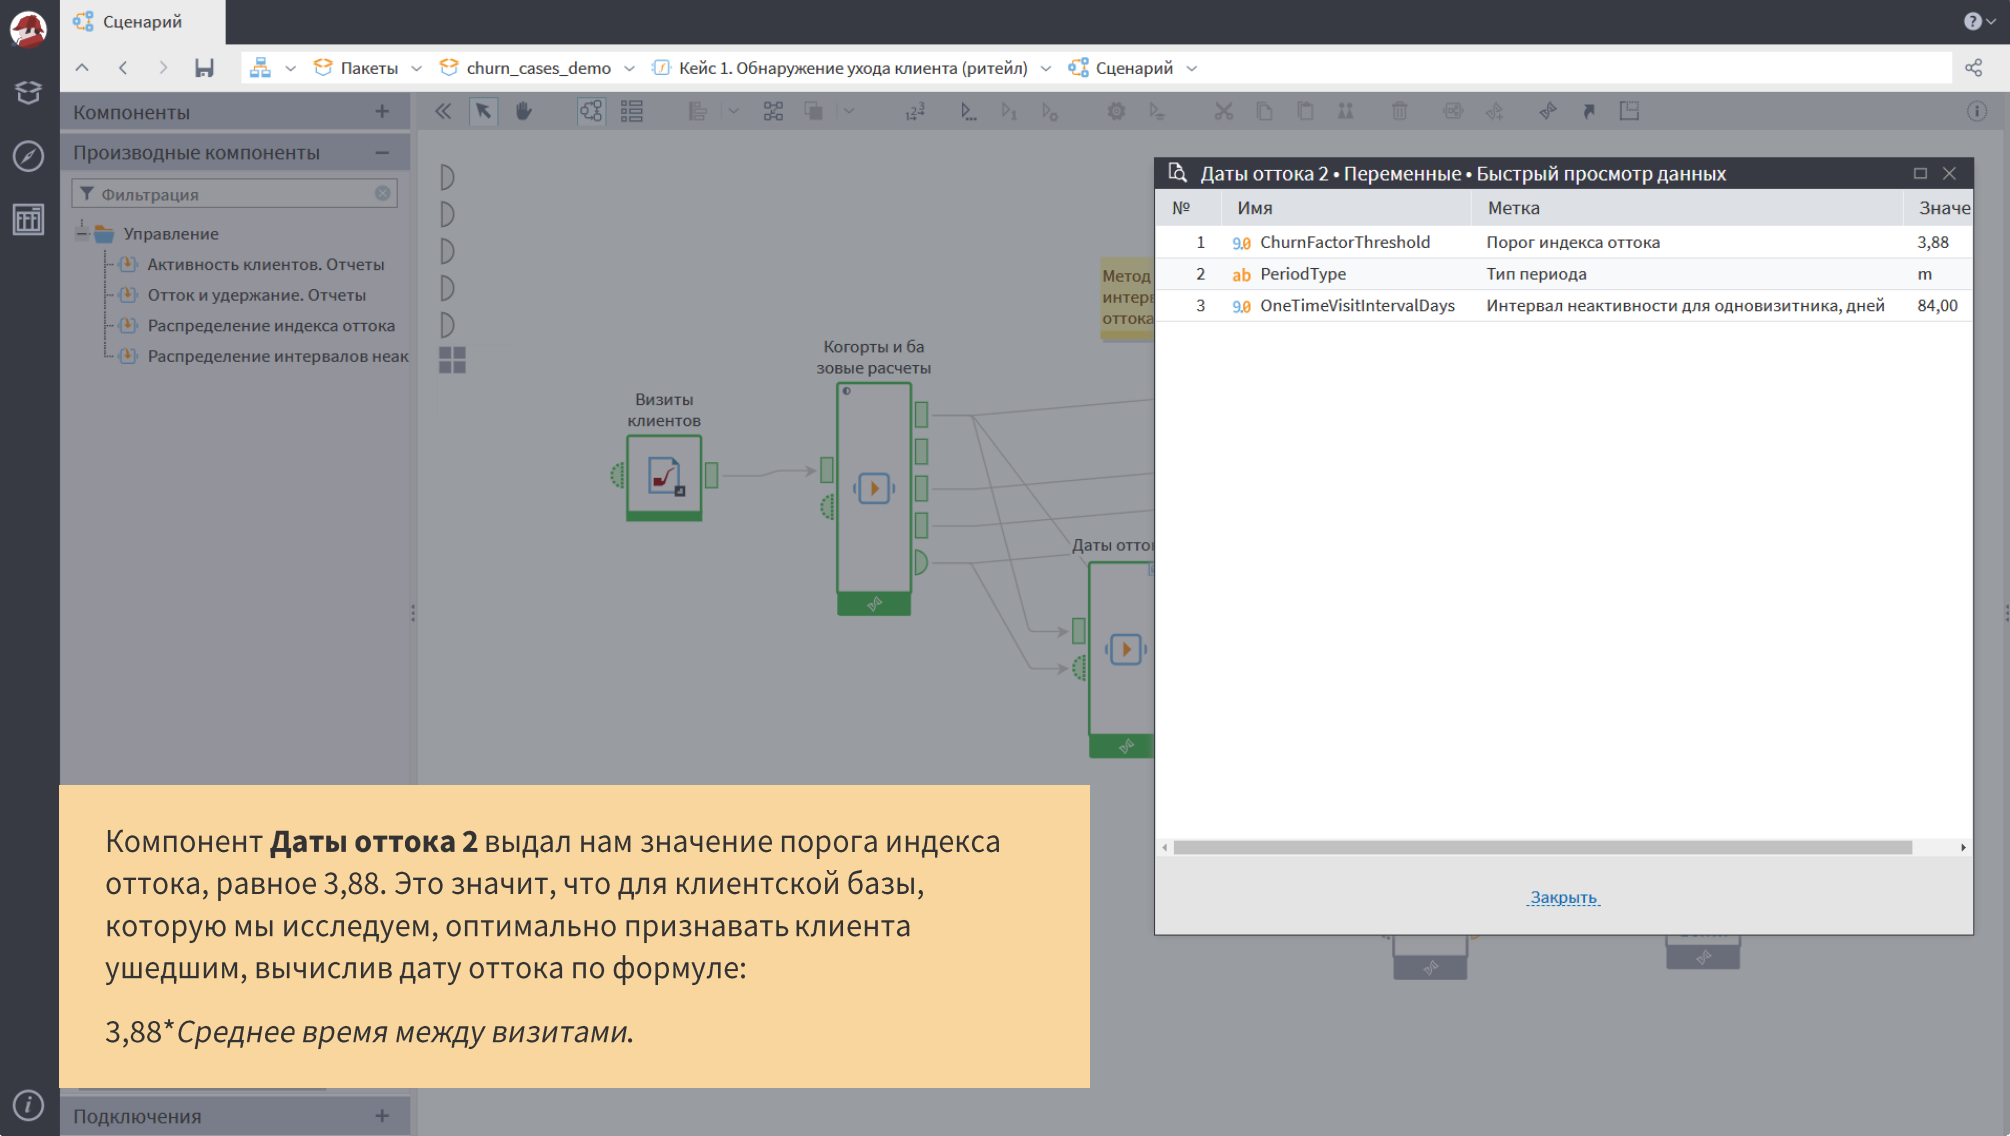 Сценарий
Пакеты
churn_cases_demo
Кейс 1. Обнаружение ухода клиента (ритейл)
Сценарий
Компоненты
Производные компоненты
Фильтрация
Управление
Активность клиентов. Отчеты
Отток и удержание. Отчеты
Распределение индекса оттока
Распределение интервалов неак
Визиты
клиентов
Когорты и ба
зовые расчеты
Метод
интер
оттока
Даты отто
Даты оттока 2 • Переменные • Быстрый просмотр данных
№ Имя Метка Значе
1 9.0 ChurnFactorThreshold Порог индекса оттока 3,88
2 ab PeriodType Тип периода m
3 9.0 OneTimeVisitIntervalDays Интервал неактивности для одновизитника, дней 84,00
Закрыть
Компонент Даты оттока 2 выдал нам значение порога индекса
оттока, равное 3,88. Это значит, что для клиентской базы,
которую мы исследуем, оптимально признавать клиента
ушедшим, вычислив дату оттока по формуле:
3,88*Среднее время между визитами.
Подключения